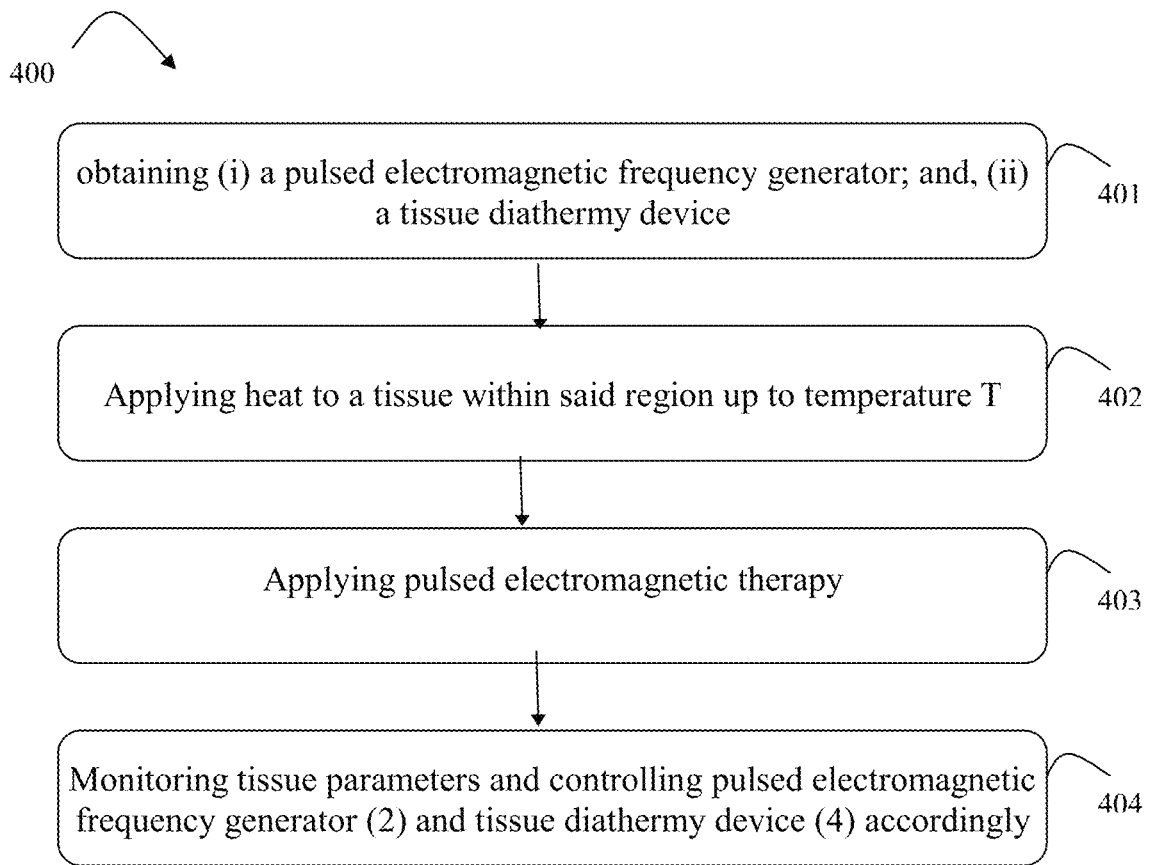 400
obtaining (i) a pulsed electromagnetic frequency generator; and, (ii)
a tissue diathermy device
401
Applying heat to a tissue within said region up to temperature T
402
Applying pulsed electromagnetic therapy
403
Monitoring tissue parameters and controlling pulsed electromagnetic
frequency generator (2) and tissue diathermy device (4) accordingly
404